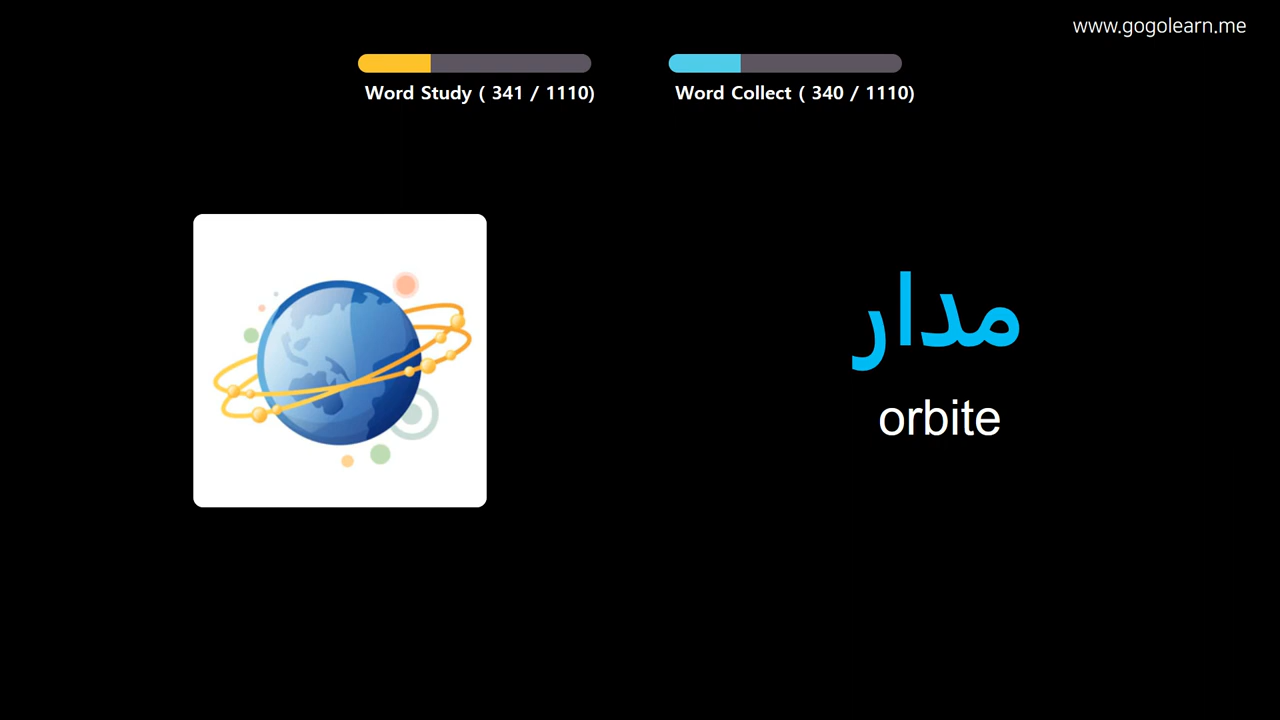 www.gogolearn.me
Word Study ( 341 / 1110)
Word Collect ( 340 / 1110)
مدار
orbite